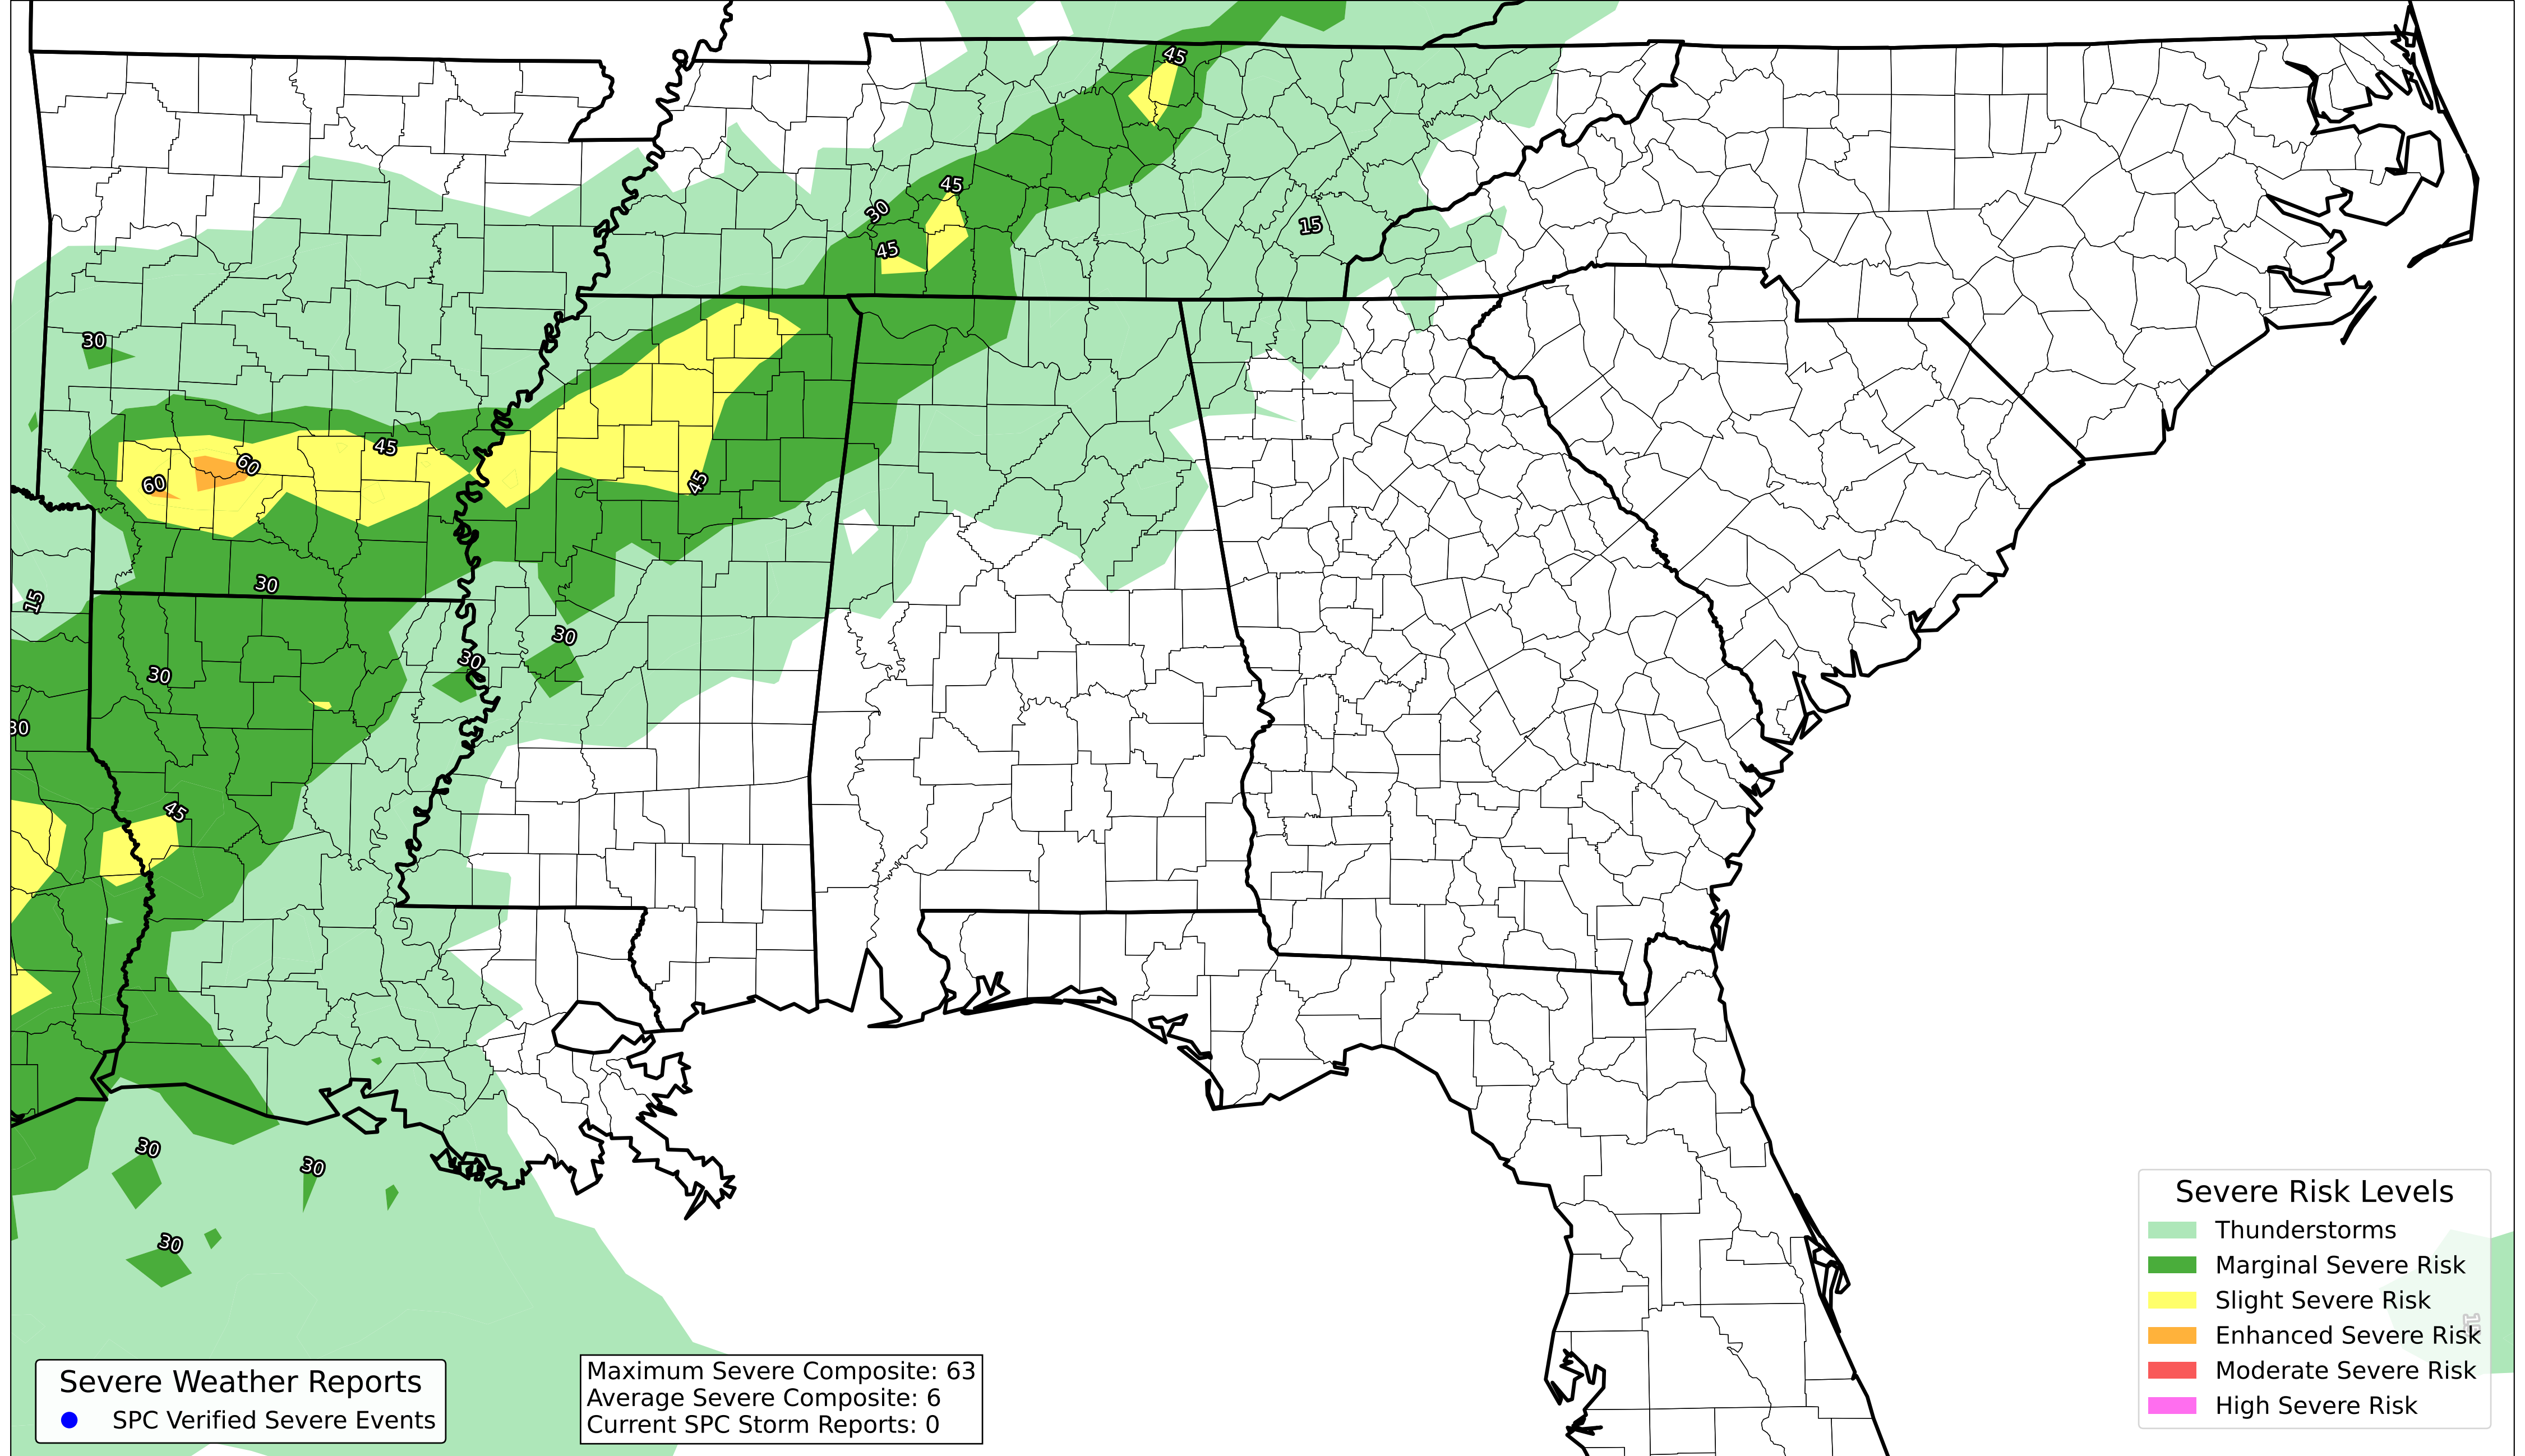 45
45
30
15
45
30
45
60
60
45
30
15
30
30
30
30
45
30
30
30
Severe Risk Levels
Thunderstorms
Marginal Severe Risk
Slight Severe Risk
Enhanced Severe Risk
Moderate Severe Risk
High Severe Risk
15
Severe Weather Reports
SPC Verified Severe Events
Maximum Severe Composite: 63
Average Severe Composite: 6
Current SPC Storm Reports: 0